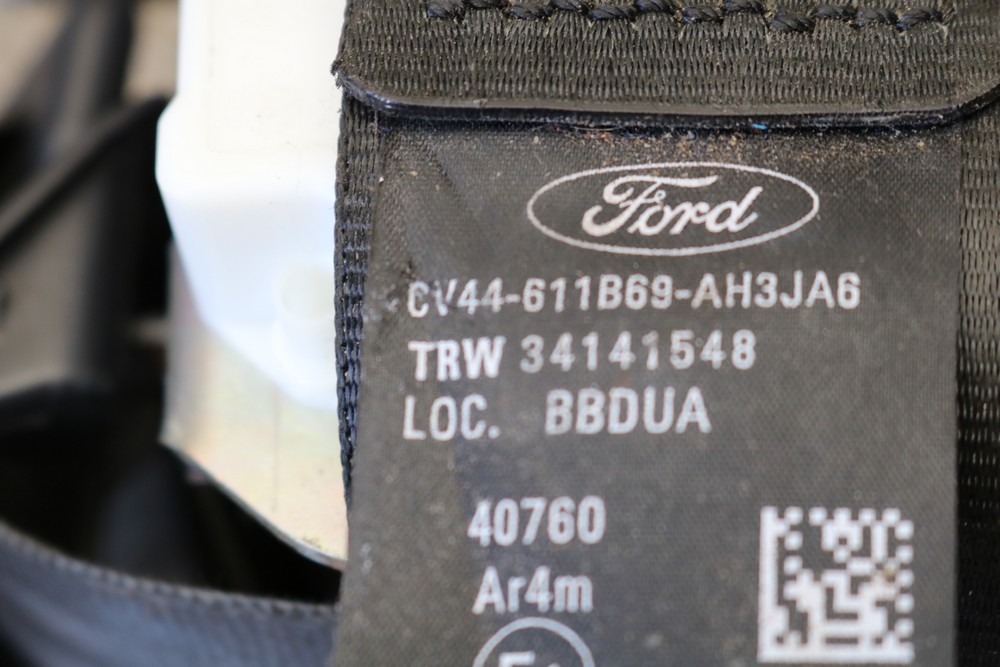 Ford
CV44-611B69-AH3JA6
TRW 34141548
LOC. BBDUA
40760
Ar4m